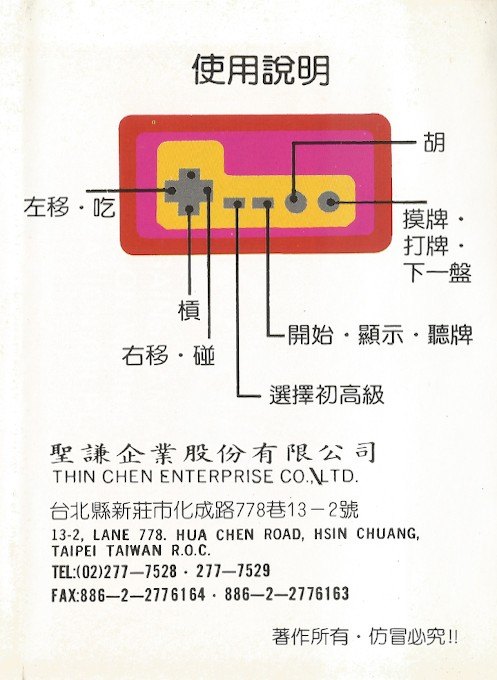 使用說明
胡
左移·吃
摸牌·
打牌·
下一盤
槓
開始·顯示·聽牌
右移·碰
選擇初高級
聖謙企業股份有限公司
THIN CHEN ENTERPRISE CO.,LTD.
台北縣新莊市化成路778巷13－2號
13-2, LANE 778. HUA CHEN ROAD, HSIN CHUANG,
TAIPEI TAIWAN R.O.C.
TEL:(02)277—7528 · 277—7529
FAX:886—2—2776164 · 886—2—2776163
著作所有·仿冒必究!!